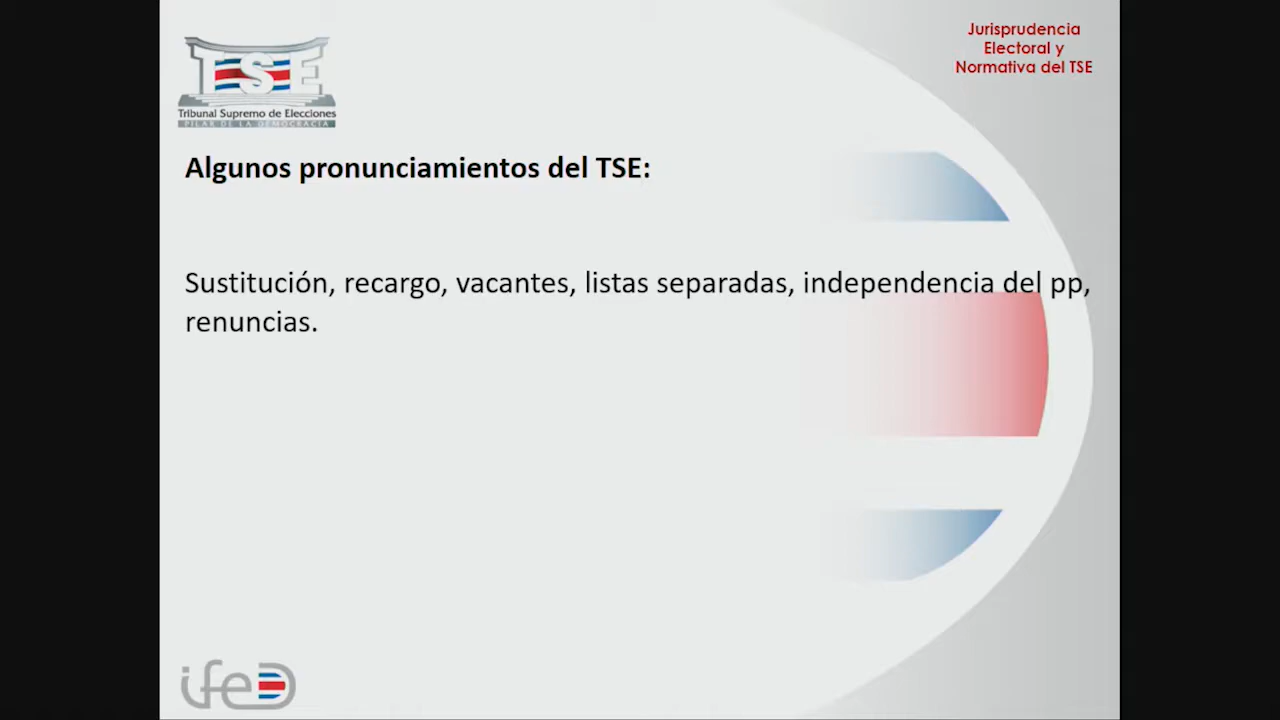 Jurisprudencia
Electoral y
Normativa del TSE
TSE
Tribunal Supremo de Elecciones
PILAR DE LA DEMOCRACIA
Algunos pronunciamientos del TSE:
Sustitución, recargo, vacantes, listas separadas, independencia del pp,
renuncias.
ifed